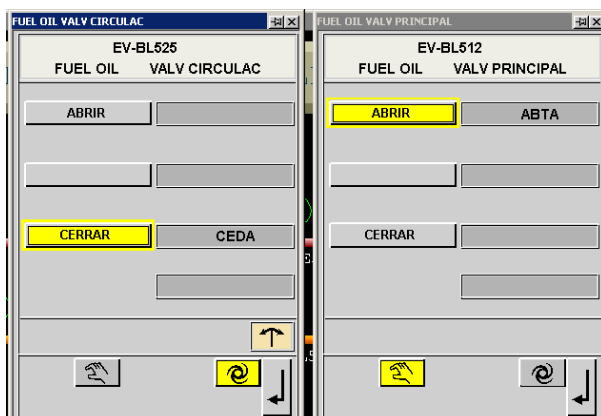 FUEL OIL VALV CIRCULAC
EV-BL525
FUEL OIL VALV CIRCULAC
ABRIR
CERRAR CEDA
FUEL OIL VALV PRINCIPAL
EV-BL512
FUEL OIL VALV PRINCIPAL
ABRIR ABTA
CERRAR